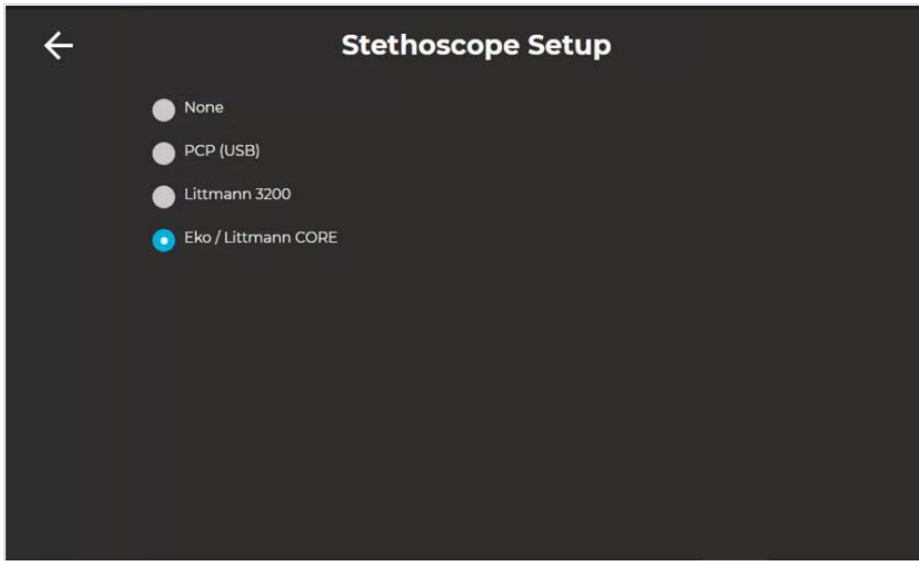 Stethoscope Setup
None
PCP (USB)
Littmann 3200
Eko / Littmann CORE